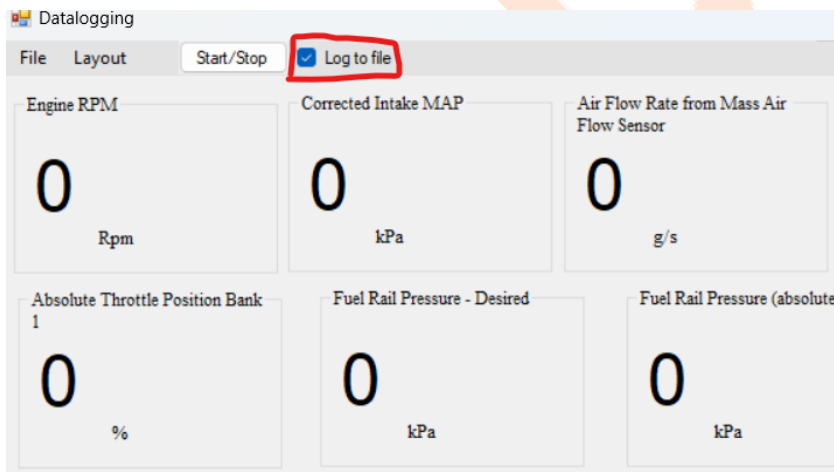 Datalogging
File Layout Start/Stop Log to file
Engine RPM
0
Rpm
Corrected Intake MAP
0
kPa
Air Flow Rate from Mass Air
Flow Sensor
0
g/s
Absolute Throttle Position Bank
1
0
%
Fuel Rail Pressure - Desired
0
kPa
Fuel Rail Pressure (absolute
0
kPa